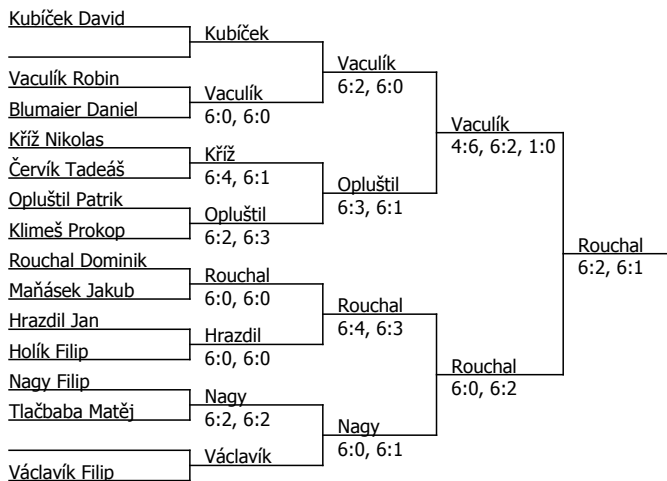 Kubíček David
Kubíček
Vaculík Robin
Blumaier Daniel
Vaculík
6:0, 6:0
Vaculík
6:2, 6:0
Kříž Nikolas
Červík Tadeáš
Kříž
6:4, 6:1
Opluštil Patrik
Klimeš Prokop
Opluštil
6:2, 6:3
Opluštil
6:3, 6:1
Vaculík
4:6, 6:2, 1:0
Rouchal Dominik
Maňásek Jakub
Rouchal
6:0, 6:0
Hrazdil Jan
Holík Filip
Hrazdil
6:0, 6:0
Rouchal
6:4, 6:3
Nagy Filip
Tlačbaba Matěj
Nagy
6:2, 6:2
Václavík Filip
Václavík
Nagy
6:0, 6:1
Rouchal
6:0, 6:2
Rouchal
6:2, 6:1